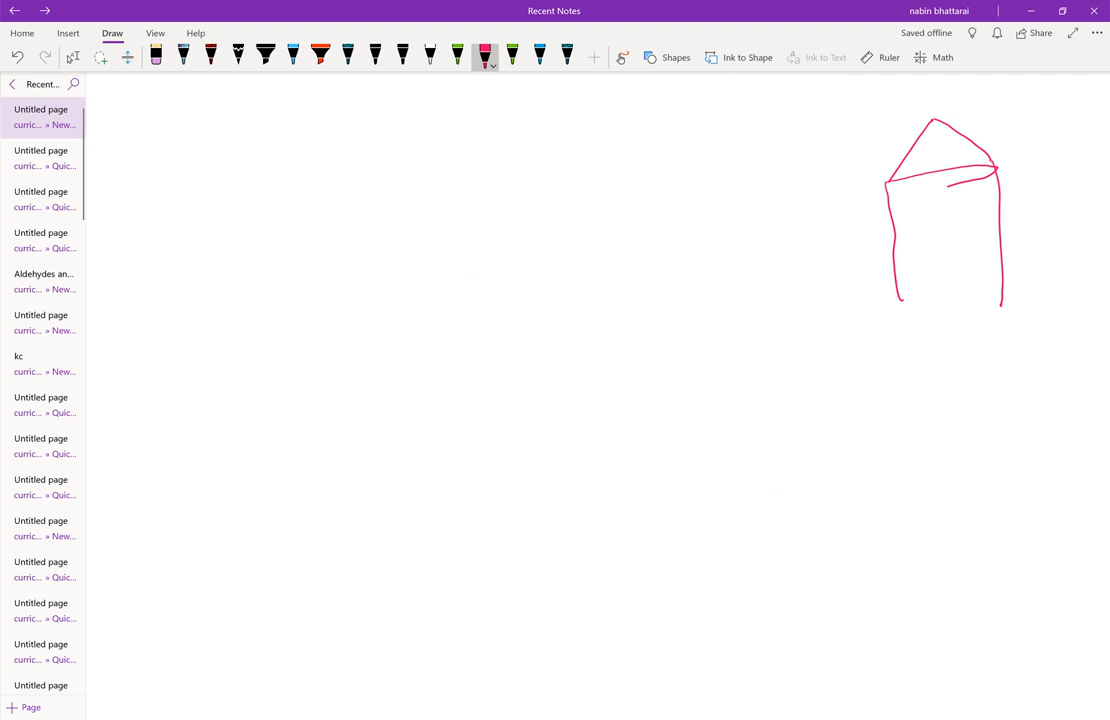 Recent Notes
nabin bhattarai
Home
Insert
Draw
View
Help
Saved offline
Share
Shapes
Ink to Shape
Ink to Text
Ruler
Math
Recent...
Untitled page
curric... » New...
Untitled page
curric... » Quic...
Untitled page
curric... » Quic...
Untitled page
curric... » Quic...
Aldehydes an...
curric... » New...
Untitled page
curric... » New...
kc
curric... » New...
Untitled page
curric... » Quic...
Untitled page
curric... » Quic...
Untitled page
curric... » Quic...
Untitled page
curric... » New...
Untitled page
curric... » Quic...
Untitled page
curric... » Quic...
Untitled page
curric... » Quic...
Untitled page
Page